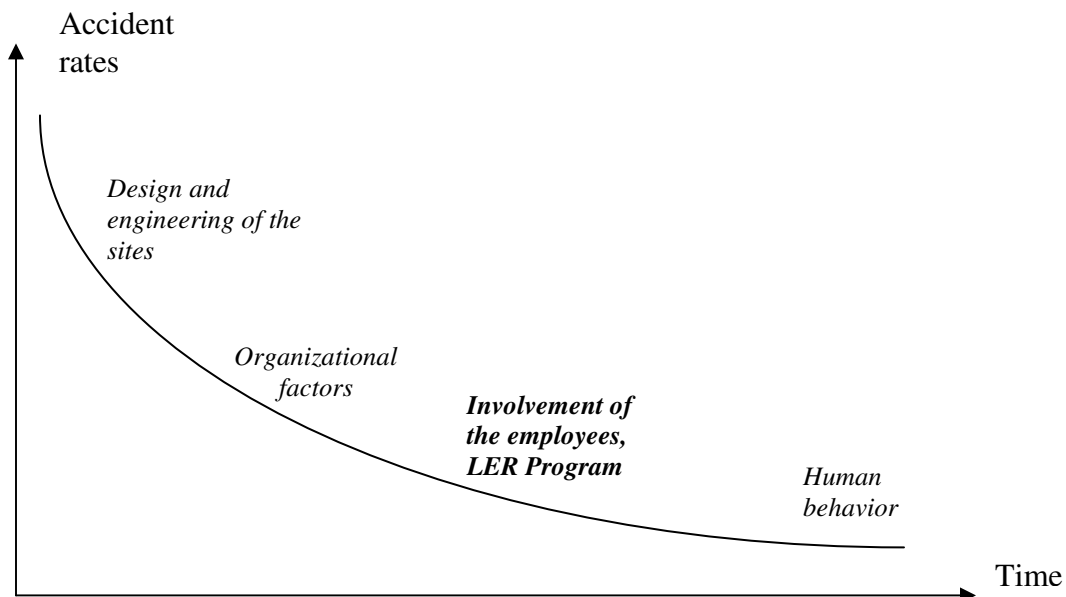 Accident
rates
Design and
engineering of the
sites
Organizational
factors
Involvement of
the employees,
LER Program
Human
behavior
Time